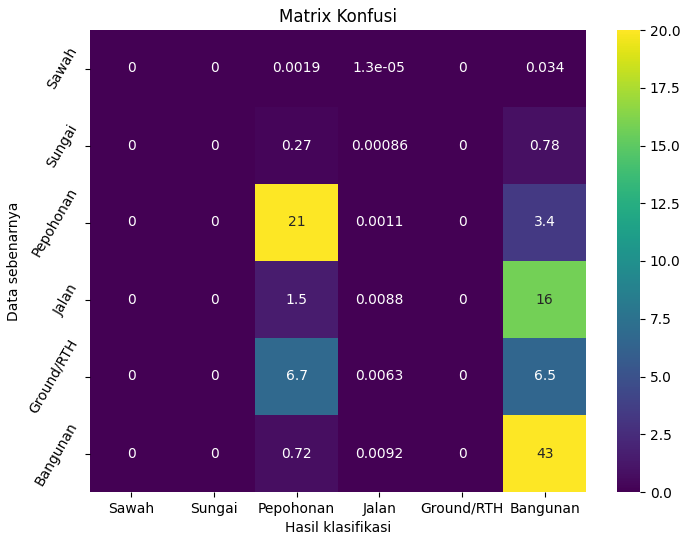 Matrix Konfusi
Sawah 0 0 0.0019 1.3e-05 0 0.034
Sungai 0 0 0.27 0.00086 0 0.78
Pepohonan 0 0 21 0.0011 0 3.4
Jalan 0 0 1.5 0.0088 0 16
Ground/RTH 0 0 6.7 0.0063 0 6.5
Bangunan 0 0 0.72 0.0092 0 43
Sawah Sungai Pepohonan Jalan Ground/RTH Bangunan
Hasil klasifikasi
Data sebenarnya
20.0
17.5
15.0
12.5
10.0
7.5
5.0
2.5
0.0